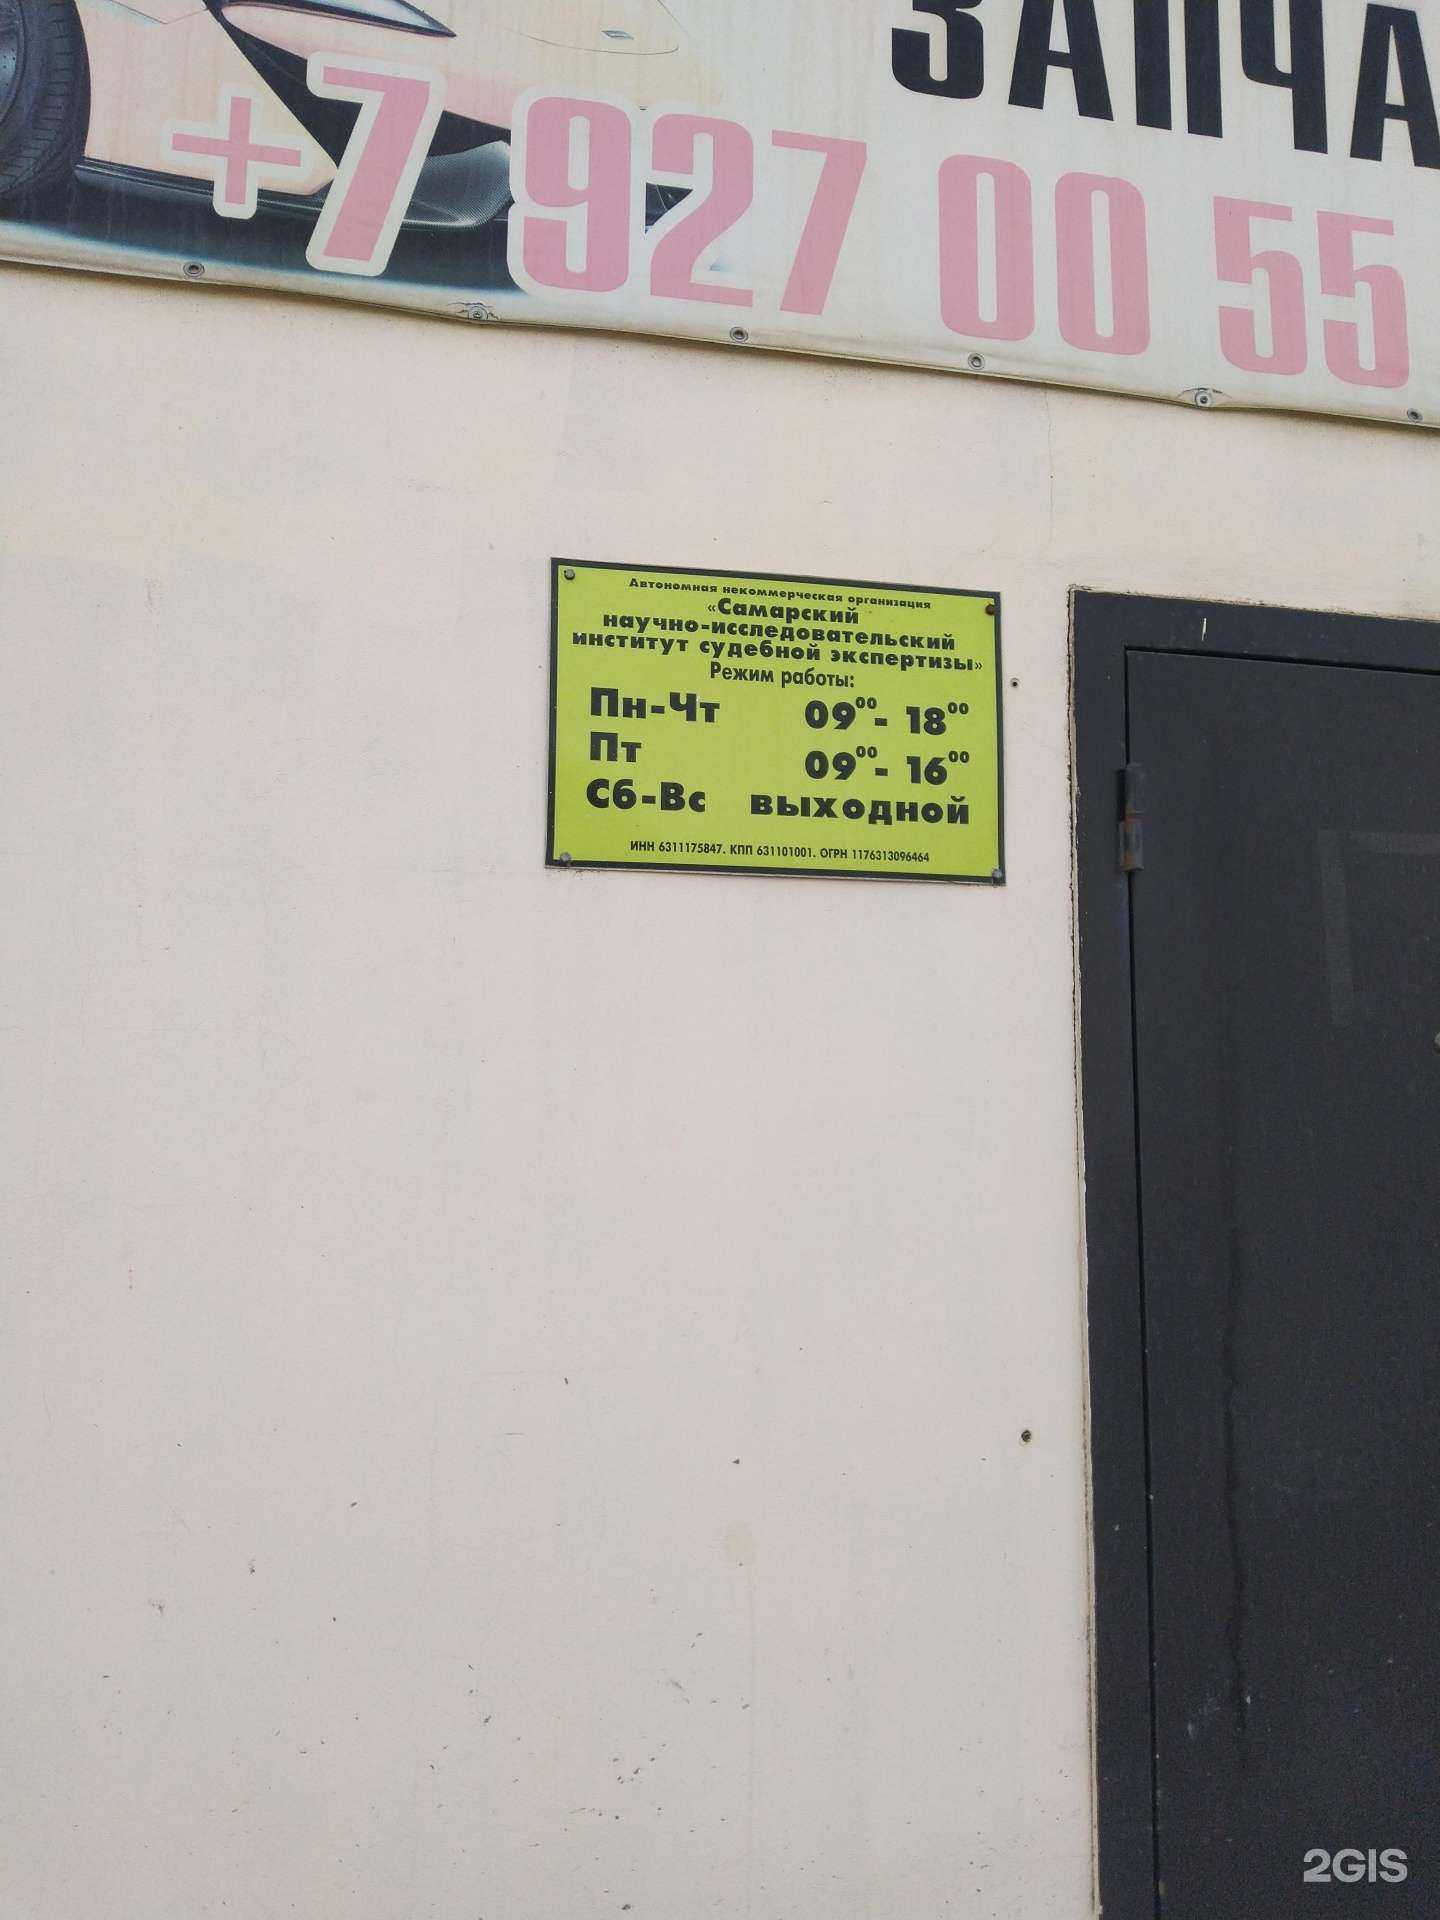 ЗАПЧА
+7 927 00 55
Автономная некоммерческая организация
«Самарский
научно-исследовательский
институт судебной экспертизы»
Режим работы:
Пн-Чт 09⁰⁰- 18⁰⁰
Пт 09⁰⁰- 16⁰⁰
Сб-Вс выходной
ИНН 6311175847. КПП 631101001. ОГРН 1176313096464
2GIS